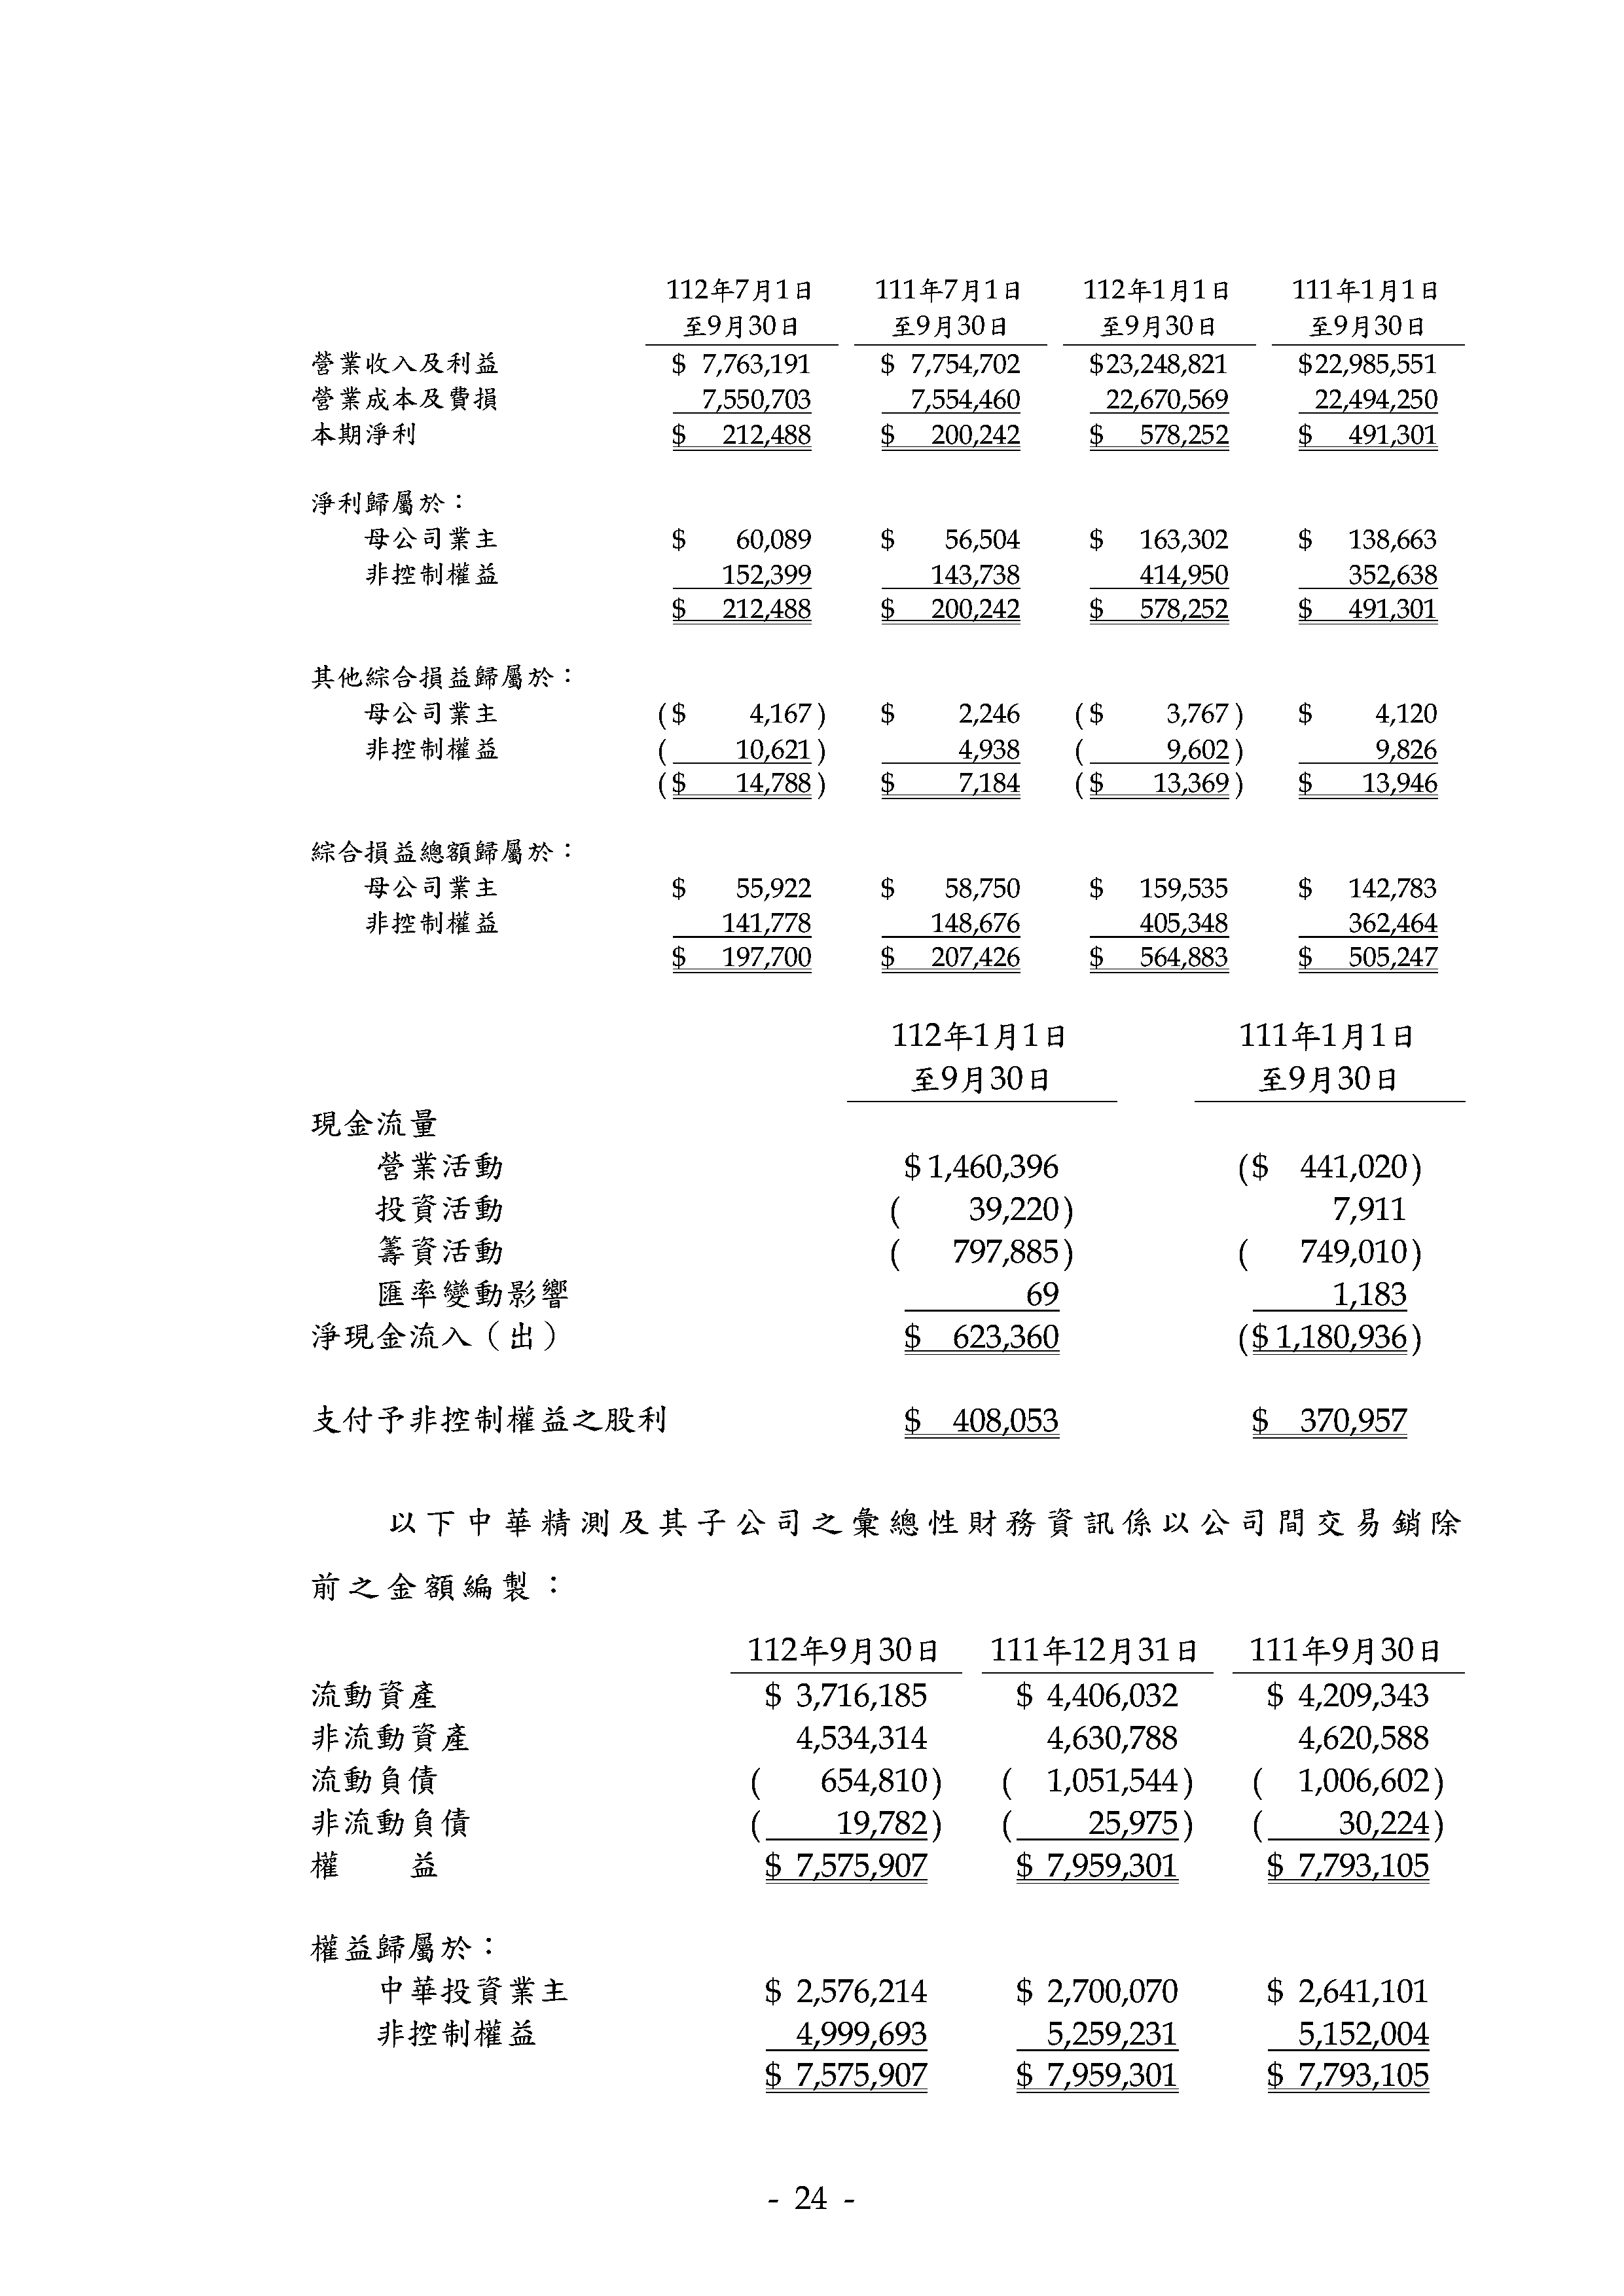 112年7月1日 111年7月1日 112年1月1日 111年1月1日
至9月30日 至9月30日 至9月30日 至9月30日
營業收入及利益 $ 7,763,191 $ 7,754,702 $23,248,821 $22,985,551
營業成本及費損 7,550,703 7,554,460 22,670,569 22,494,250
本期淨利 $ 212,488 $ 200,242 $ 578,252 $ 491,301
淨利歸屬於：
母公司業主 $ 60,089 $ 56,504 $ 163,302 $ 138,663
非控制權益 152,399 143,738 414,950 352,638
$ 212,488 $ 200,242 $ 578,252 $ 491,301
其他綜合損益歸屬於：
母公司業主 ($ 4,167) $ 2,246 ($ 3,767) $ 4,120
非控制權益 ( 10,621) 4,938 ( 9,602) 9,826
($ 14,788) $ 7,184 ($ 13,369) $ 13,946
綜合損益總額歸屬於：
母公司業主 $ 55,922 $ 58,750 $ 159,535 $ 142,783
非控制權益 141,778 148,676 405,348 362,464
$ 197,700 $ 207,426 $ 564,883 $ 505,247
112年1月1日 111年1月1日
至9月30日 至9月30日
現金流量
營業活動 $ 1,460,396 ($ 441,020)
投資活動 ( 39,220) 7,911
籌資活動 ( 797,885) ( 749,010)
匯率變動影響 69 1,183
淨現金流入（出） $ 623,360 ($ 1,180,936)
支付予非控制權益之股利 $ 408,053 $ 370,957
以下中華精測及其子公司之彙總性財務資訊係以公司間交易銷除
前之金額編製：
112年9月30日 111年12月31日 111年9月30日
流動資產 $ 3,716,185 $ 4,406,032 $ 4,209,343
非流動資產 4,534,314 4,630,788 4,620,588
流動負債 ( 654,810) ( 1,051,544) ( 1,006,602)
非流動負債 ( 19,782) ( 25,975) ( 30,224)
權 益 $ 7,575,907 $ 7,959,301 $ 7,793,105
權益歸屬於：
中華投資業主 $ 2,576,214 $ 2,700,070 $ 2,641,101
非控制權益 4,999,693 5,259,231 5,152,004
$ 7,575,907 $ 7,959,301 $ 7,793,105
- 24 -